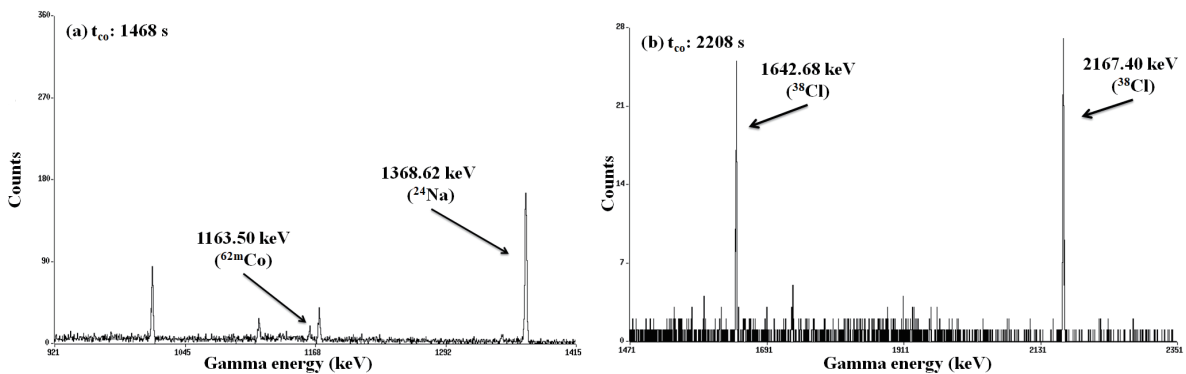 (a) t_co: 1468 s
360
270
180
90
0
Counts
1368.62 keV
(²⁴Na)
1163.50 keV
(⁶²ᵐCo)
921
1045
1168
1292
1415
Gamma energy (keV)
(b) t_co: 2208 s
28
21
14
7
0
Counts
1642.68 keV
(³⁸Cl)
2167.40 keV
(³⁸Cl)
1471
1691
1911
2131
2351
Gamma energy (keV)